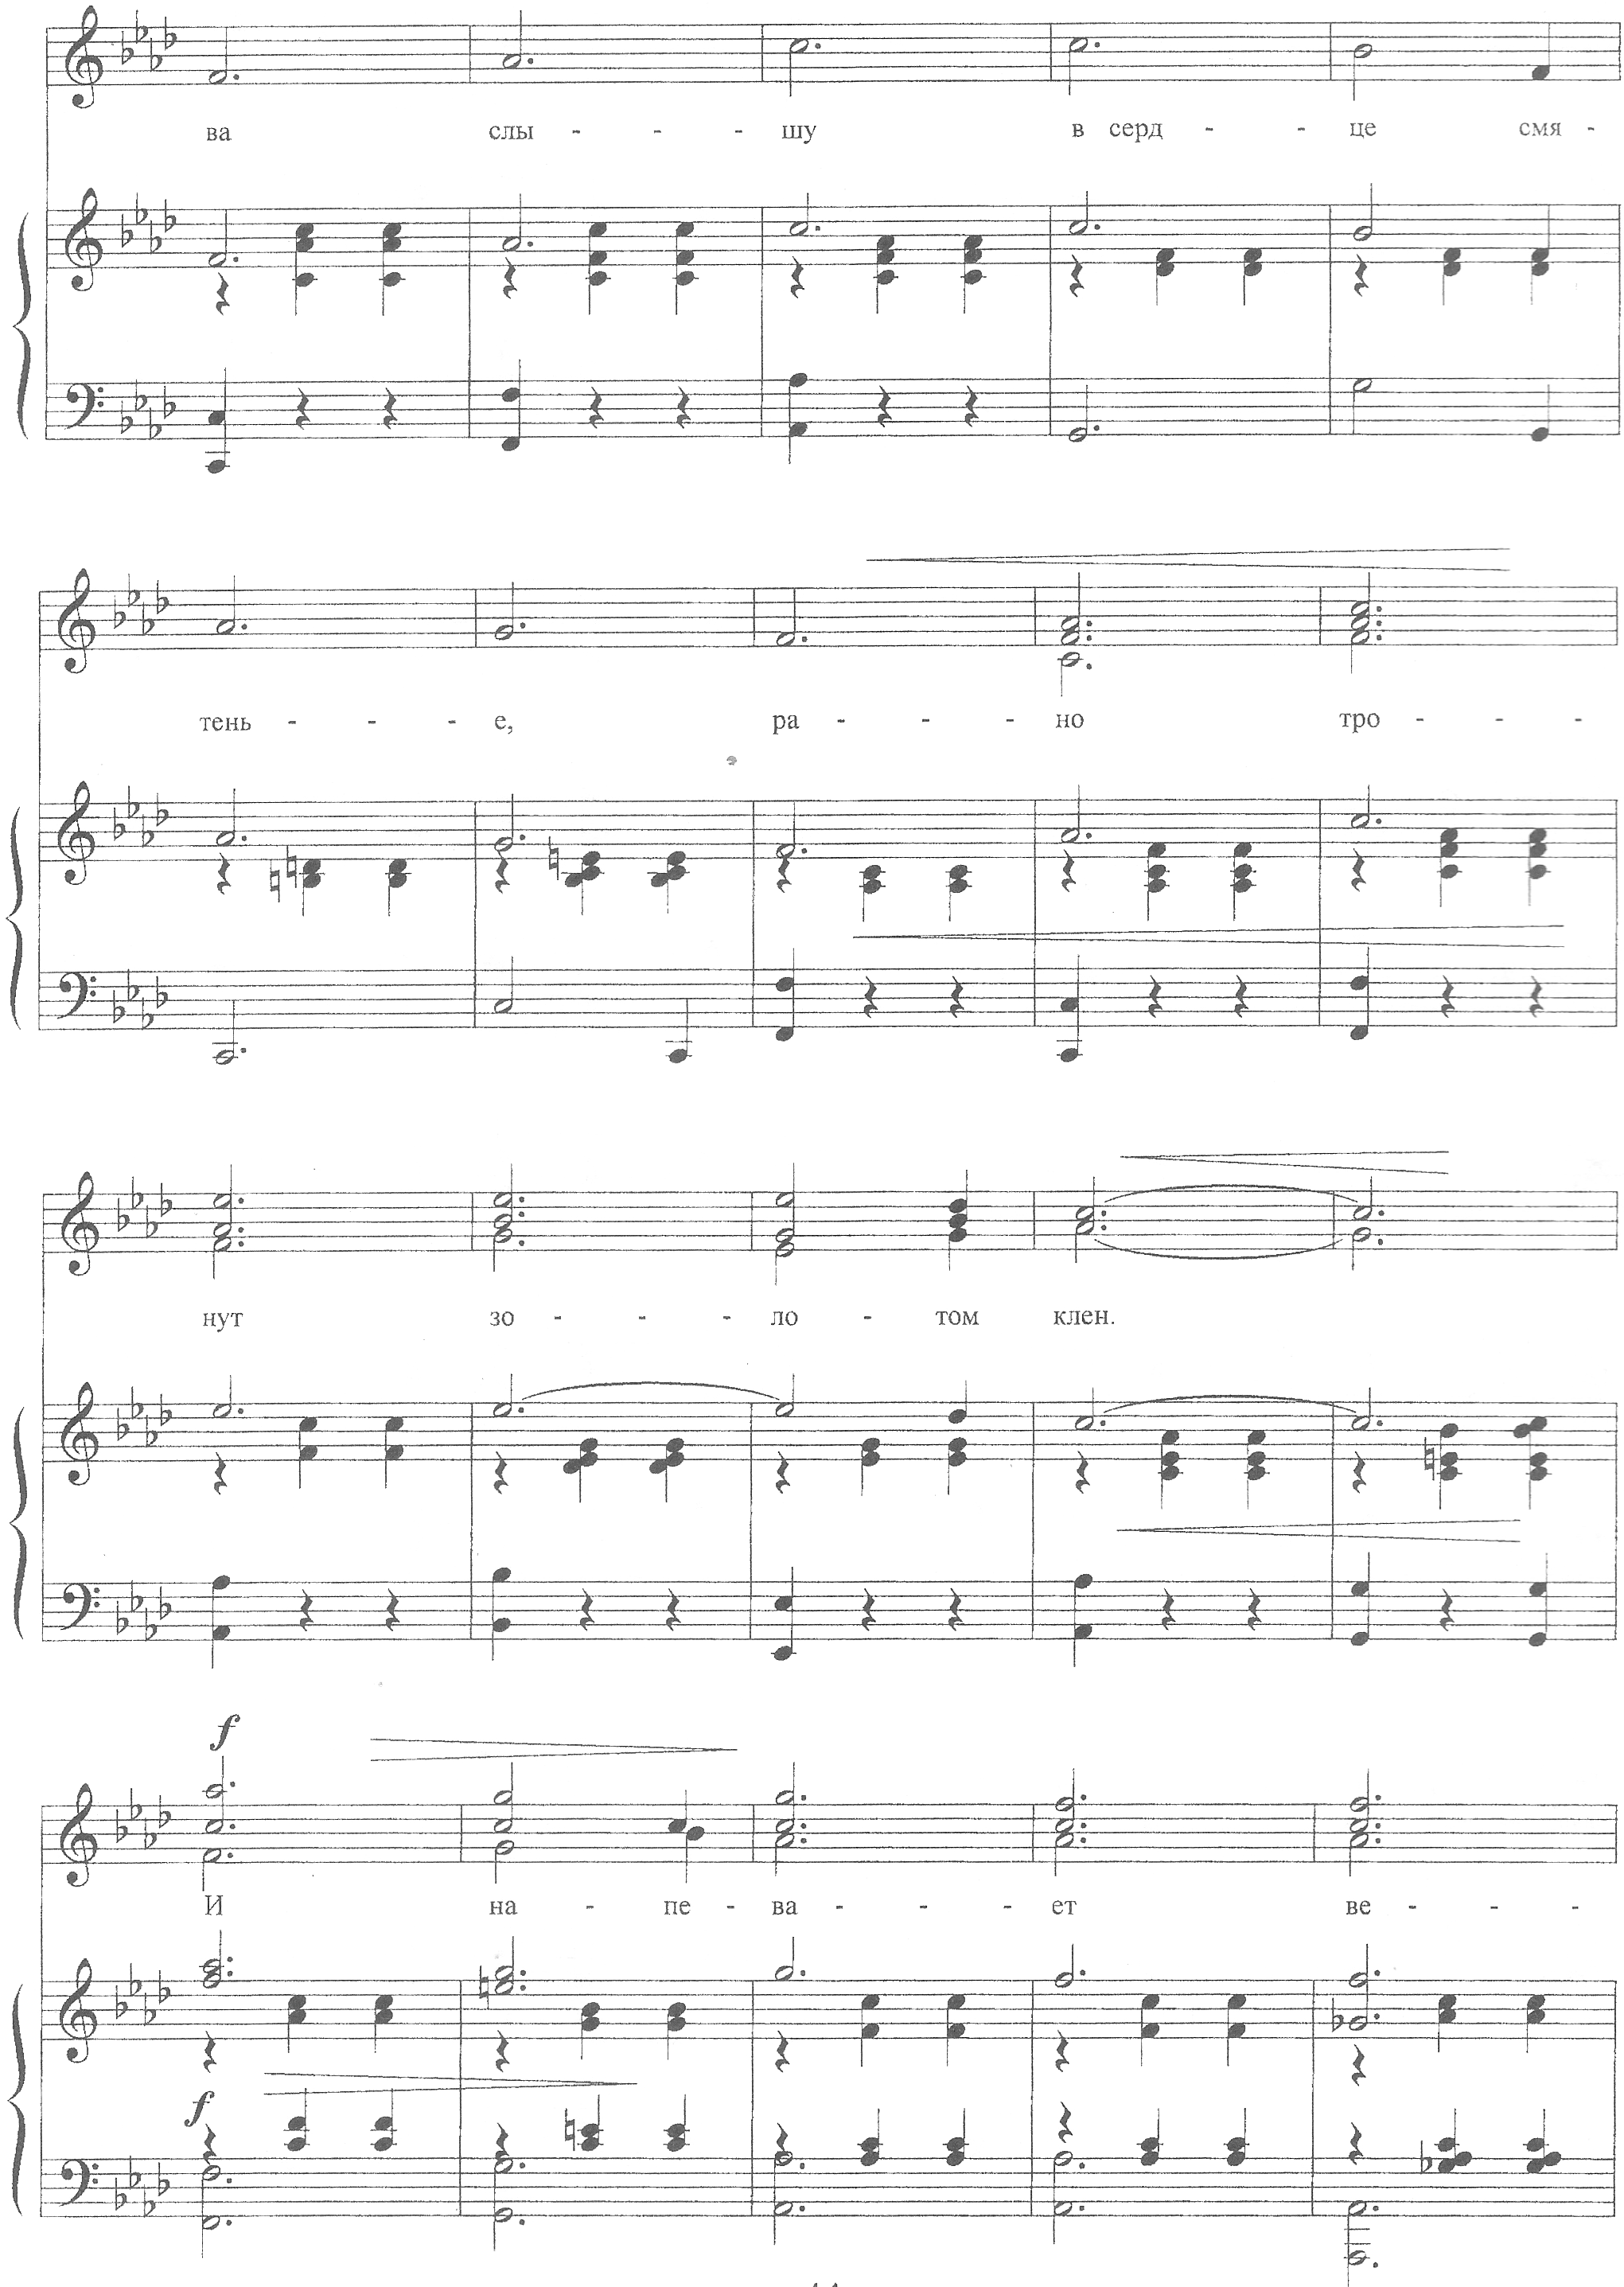 ва слы - - - шу в серд - - це смя -
тень - - - е, ра - - - но тро - - -
нут зо - - - ло - том клен.
f
И на - пе - ва - - - ет ве - - -
f